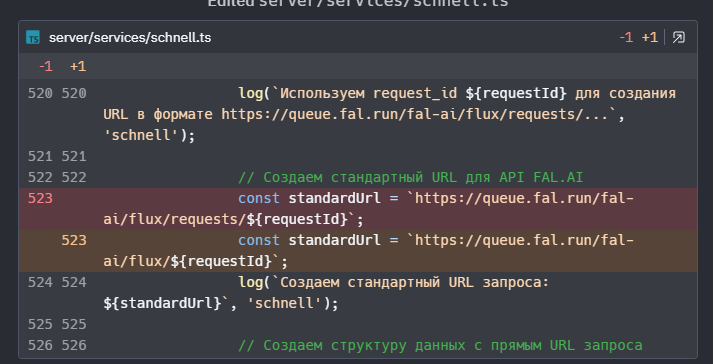 Edited server/services/schnell.ts
TS server/services/schnell.ts -1 +1
-1 +1
520 520 log(`Используем request_id ${requestId} для создания
URL в формате https://queue.fal.run/fal-ai/flux/requests/...`,
'schnell');
521 521
522 522 // Создаем стандартный URL для API FAL.AI
523 const standardUrl = `https://queue.fal.run/fal-
ai/flux/requests/${requestId}`;
523 const standardUrl = `https://queue.fal.run/fal-
ai/flux/${requestId}`;
524 524 log(`Создаем стандартный URL запроса:
${standardUrl}`, 'schnell');
525 525
526 526 // Создаем структуру данных с прямым URL запроса